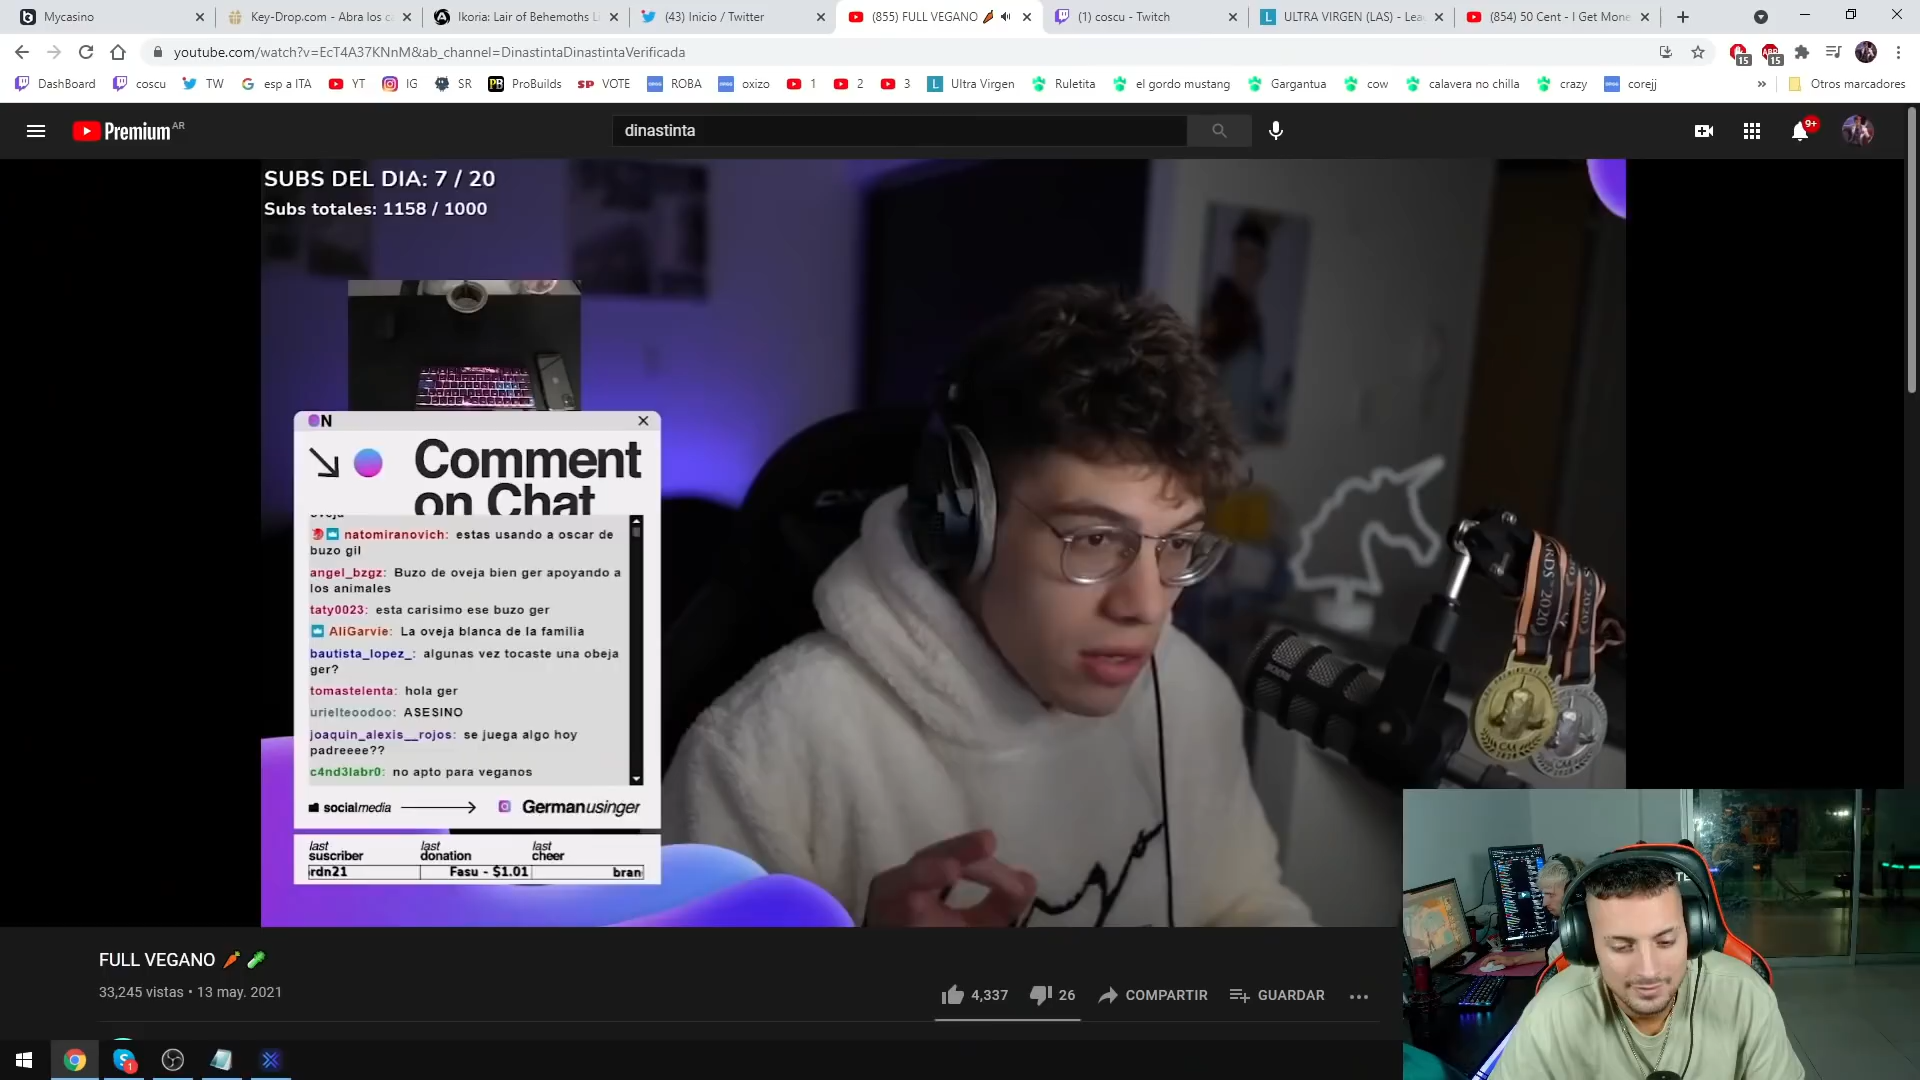 Mycasino
Key-Drop.com - Abra los c
Ikoria: Lair of Behemoths L
(43) Inicio / Twitter
(855) FULL VEGANO
(1) coscu - Twitch
ULTRA VIRGEN (LAS) - Lea
(854) 50 Cent - I Get Mone
youtube.com/watch?v=EcT4A37KNnM&ab_channel=DinastintaDinastintaVerificada
15
15
DashBoard
coscu
TW
esp a ITA
YT
IG
SR
ProBuilds
VOTE
ROBA
oxizo
1
2
3
Ultra Virgen
Ruletita
el gordo mustang
Gargantua
cow
calavera no chilla
crazy
corejj
Otros marcadores
Premium AR
dinastinta
9+
SUBS DEL DIA: 7 / 20
Subs totales: 1158 / 1000
ON
Comment
on Chat
natomiranovich: estas usando a oscar de
buzo gil
angel_bzgz: Buzo de oveja bien ger apoyando a
los animales
taty0023: esta carisimo ese buzo ger
AliGarvie: La oveja blanca de la familia
bautista_lopez_: algunas vez tocaste una obeja
ger?
tomastelenta: hola ger
urielteoodoo: ASESINO
joaquin_alexis__rojos: se juega algo hoy
padreeee??
c4nd3labr0: no apto para veganos
socialmedia
Germanusinger
last
suscriber
last
donation
last
cheer
rdn21
Fasu - $1.01
bran
FULL VEGANO
33,245 vistas • 13 may. 2021
4,337
26
COMPARTIR
GUARDAR